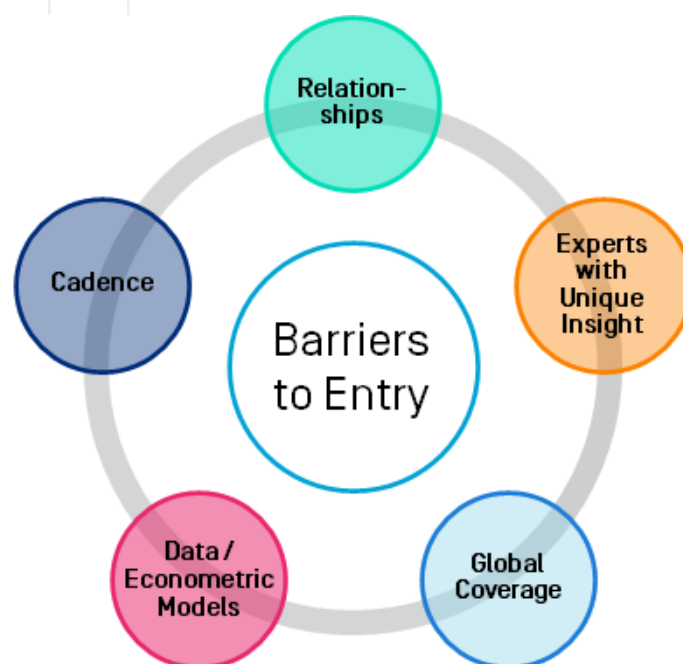 Relation-
ships
Experts
with
Unique
Insight
Cadence
Barriers
to Entry
Data /
Econometric
Models
Global
Coverage